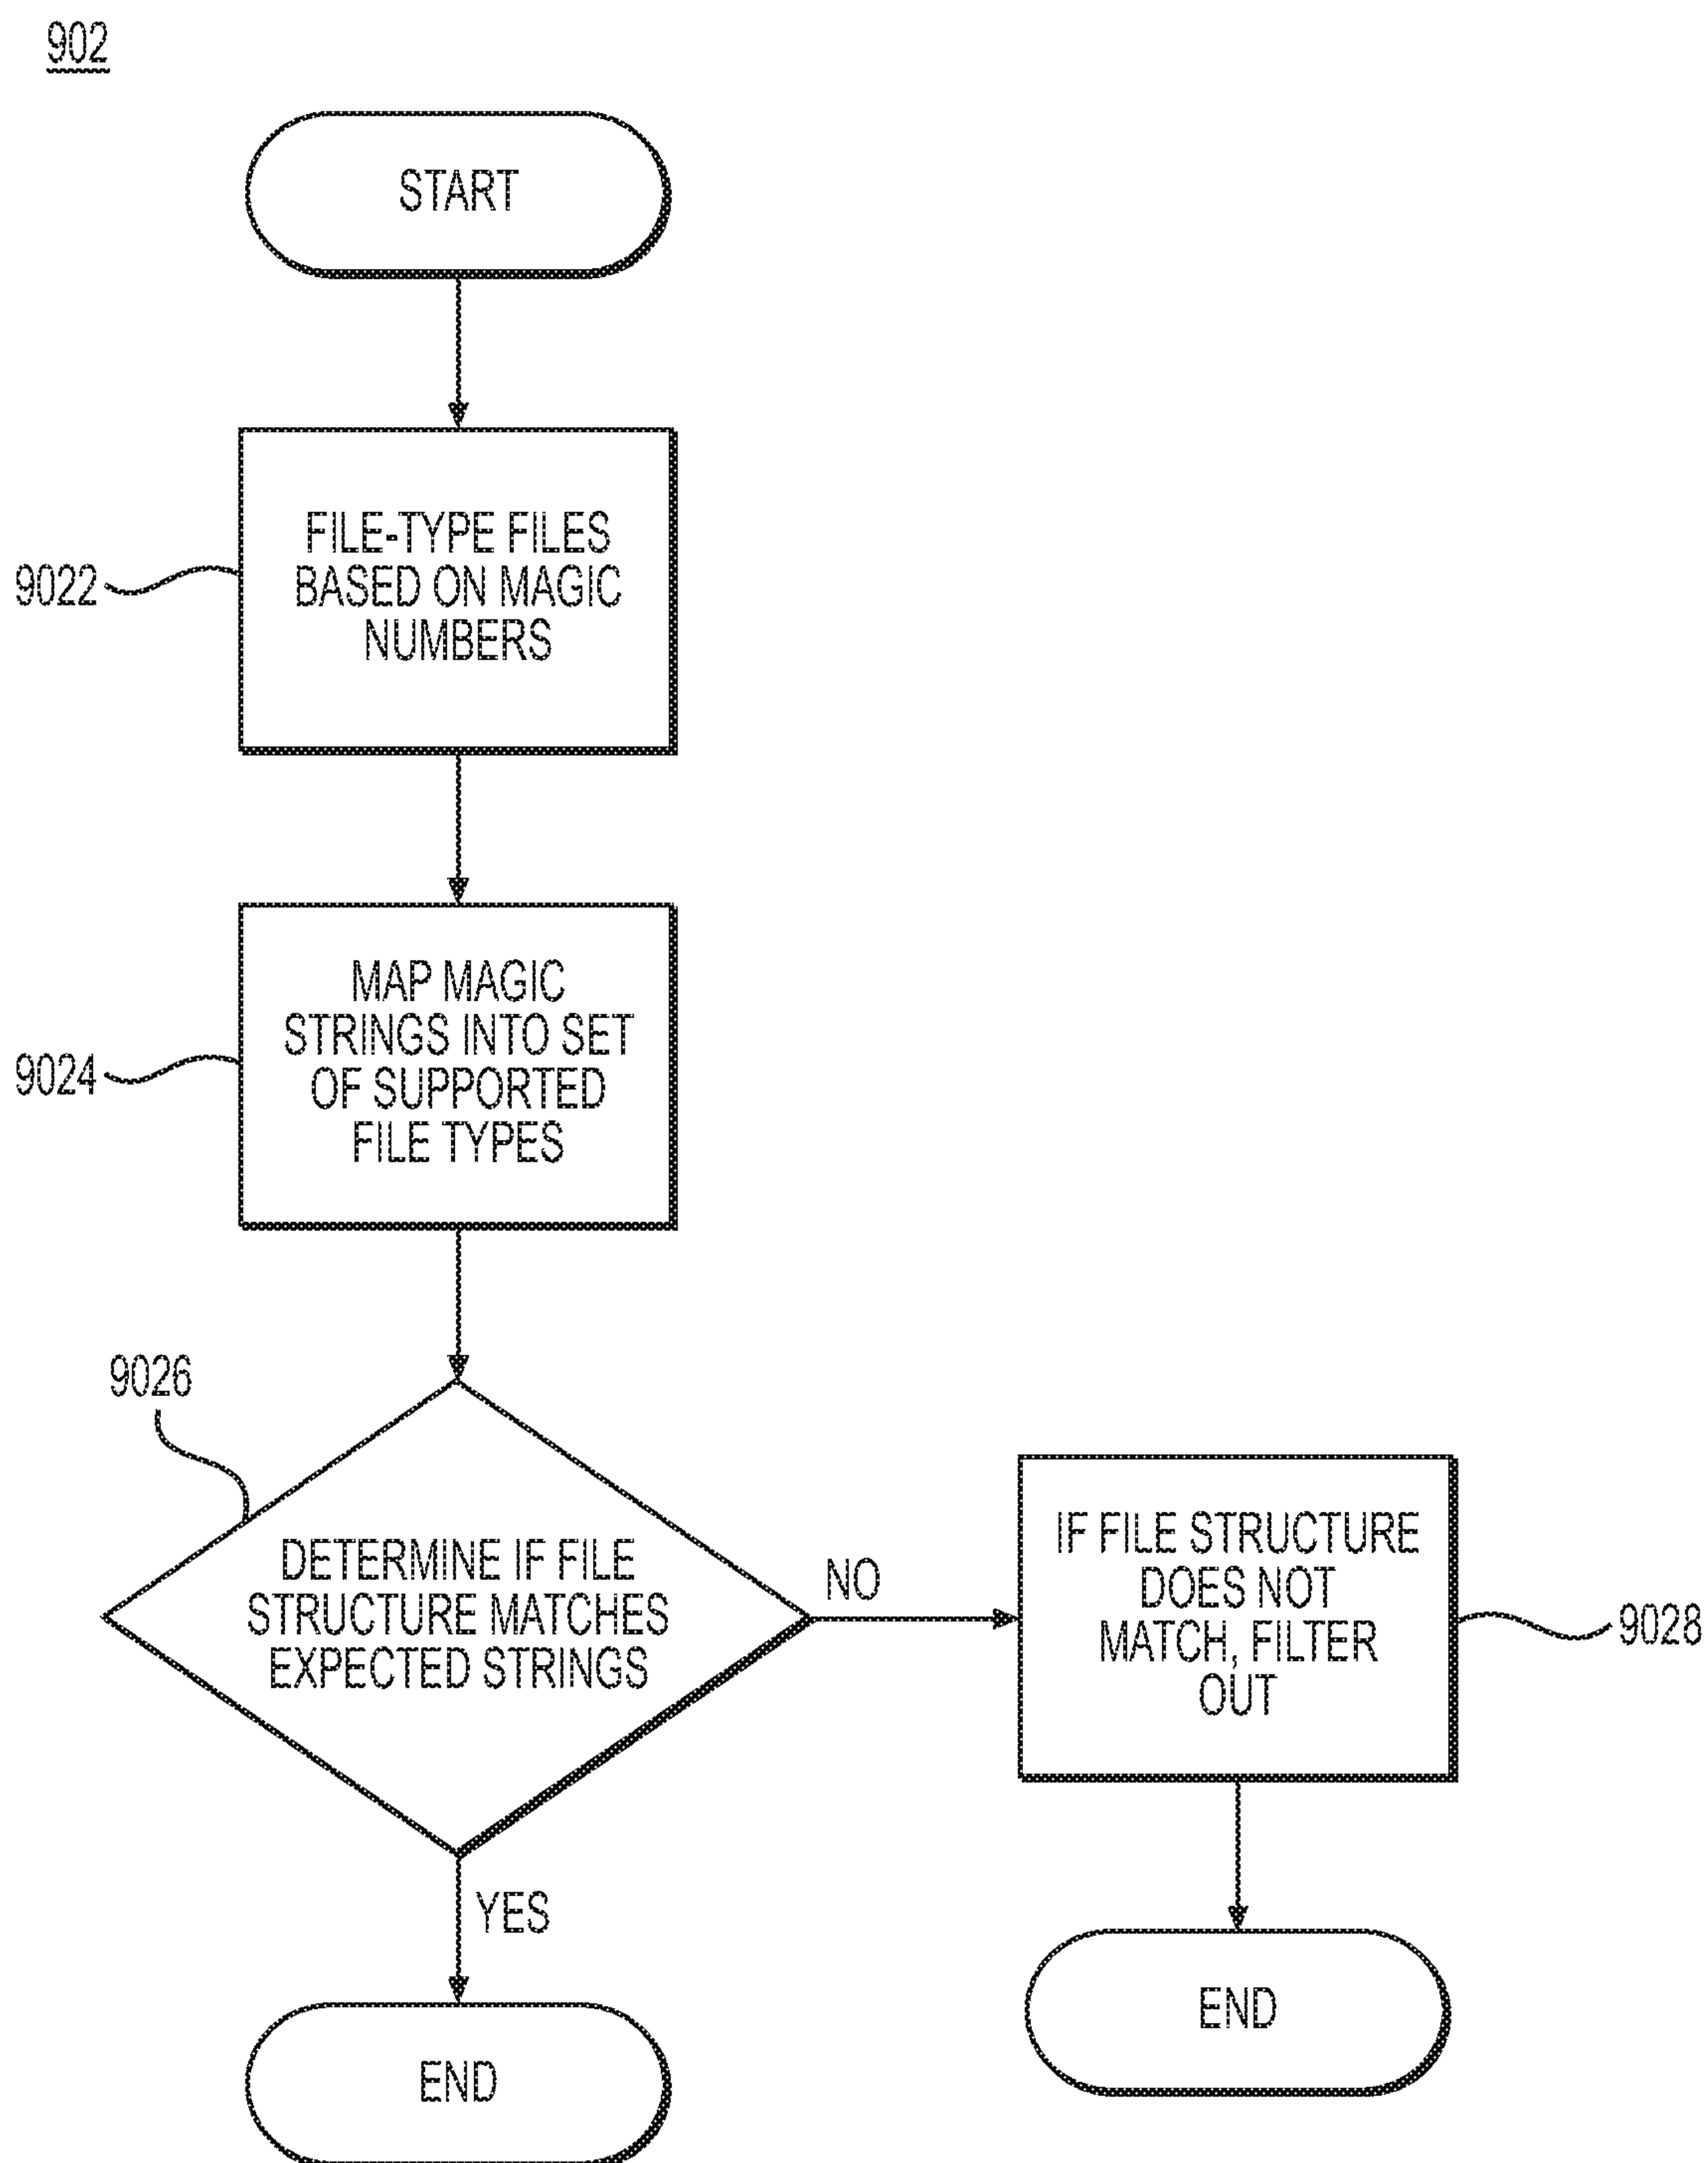 902
START
FILE-TYPE FILES
BASED ON MAGIC
NUMBERS
9022
MAP MAGIC
STRINGS INTO SET
OF SUPPORTED
FILE TYPES
9024
9026
DETERMINE IF FILE
STRUCTURE MATCHES
EXPECTED STRINGS
NO
IF FILE STRUCTURE
DOES NOT
MATCH, FILTER
OUT
9028
YES
END
END